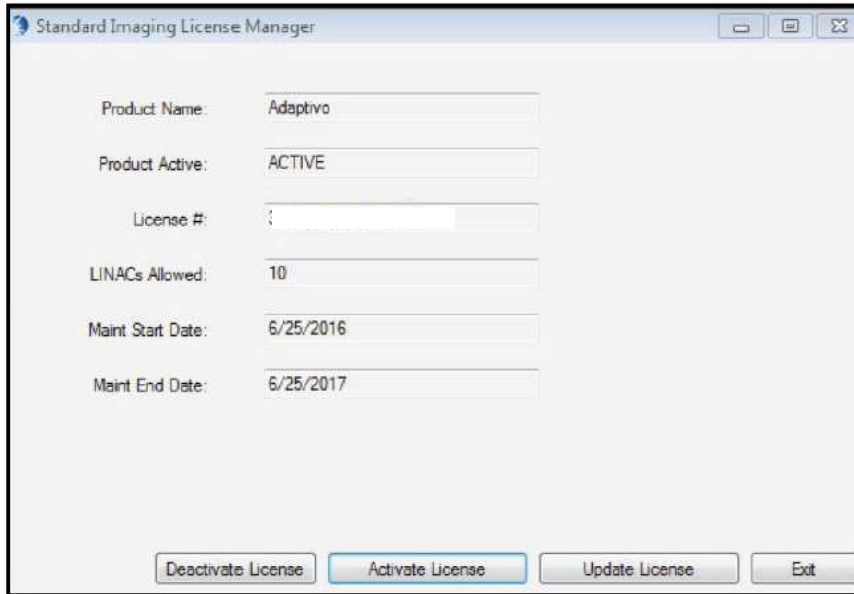 Standard Imaging License Manager
Product Name: Adaptivo
Product Active: ACTIVE
License #:
LINACs Allowed: 10
Maint Start Date: 6/25/2016
Maint End Date: 6/25/2017
Deactivate License Activate License Update License Exit